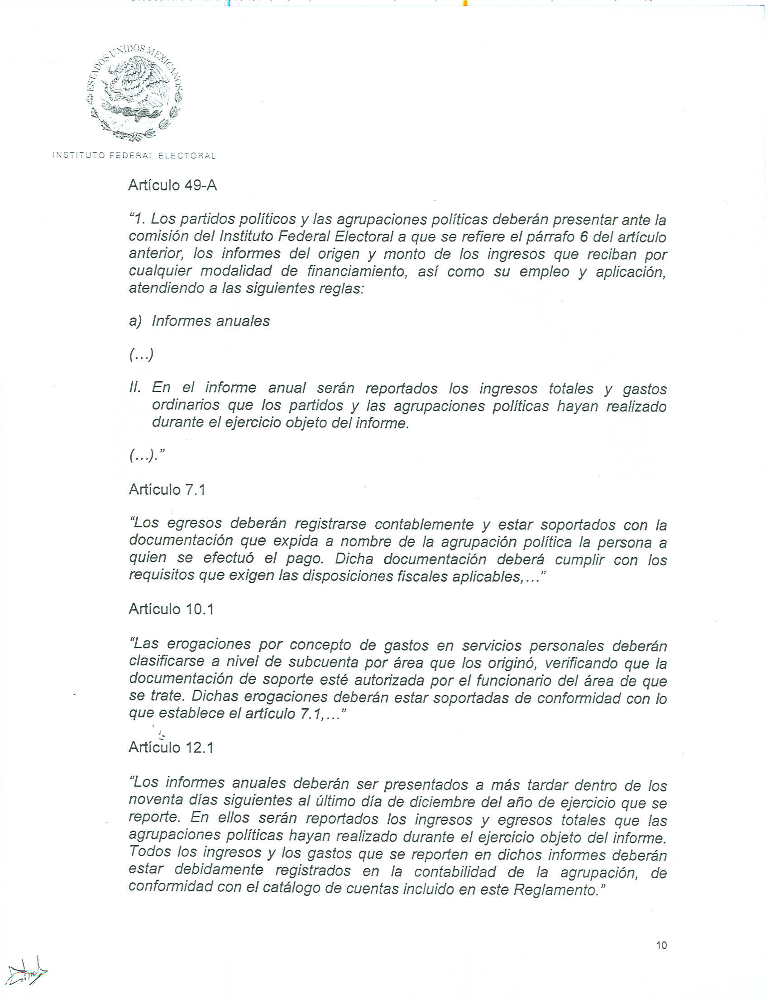 ESTADOS UNIDOS MEXICANOS
INSTITUTO FEDERAL ELECTORAL
Artículo 49-A
“1. Los partidos políticos y las agrupaciones políticas deberán presentar ante la
comisión del Instituto Federal Electoral a que se refiere el párrafo 6 del artículo
anterior, los informes del origen y monto de los ingresos que reciban por
cualquier modalidad de financiamiento, así como su empleo y aplicación,
atendiendo a las siguientes reglas:
a) Informes anuales
(...)
II. En el informe anual serán reportados los ingresos totales y gastos
ordinarios que los partidos y las agrupaciones políticas hayan realizado
durante el ejercicio objeto del informe.
(...).”
Artículo 7.1
“Los egresos deberán registrarse contablemente y estar soportados con la
documentación que expida a nombre de la agrupación política la persona a
quien se efectuó el pago. Dicha documentación deberá cumplir con los
requisitos que exigen las disposiciones fiscales aplicables,...”
Artículo 10.1
“Las erogaciones por concepto de gastos en servicios personales deberán
clasificarse a nivel de subcuenta por área que los originó, verificando que la
documentación de soporte esté autorizada por el funcionario del área de que
se trate. Dichas erogaciones deberán estar soportadas de conformidad con lo
que establece el artículo 7.1,...”
Artículo 12.1
“Los informes anuales deberán ser presentados a más tardar dentro de los
noventa días siguientes al último día de diciembre del año de ejercicio que se
reporte. En ellos serán reportados los ingresos y egresos totales que las
agrupaciones políticas hayan realizado durante el ejercicio objeto del informe.
Todos los ingresos y los gastos que se reporten en dichos informes deberán
estar debidamente registrados en la contabilidad de la agrupación, de
conformidad con el catálogo de cuentas incluido en este Reglamento.”
10